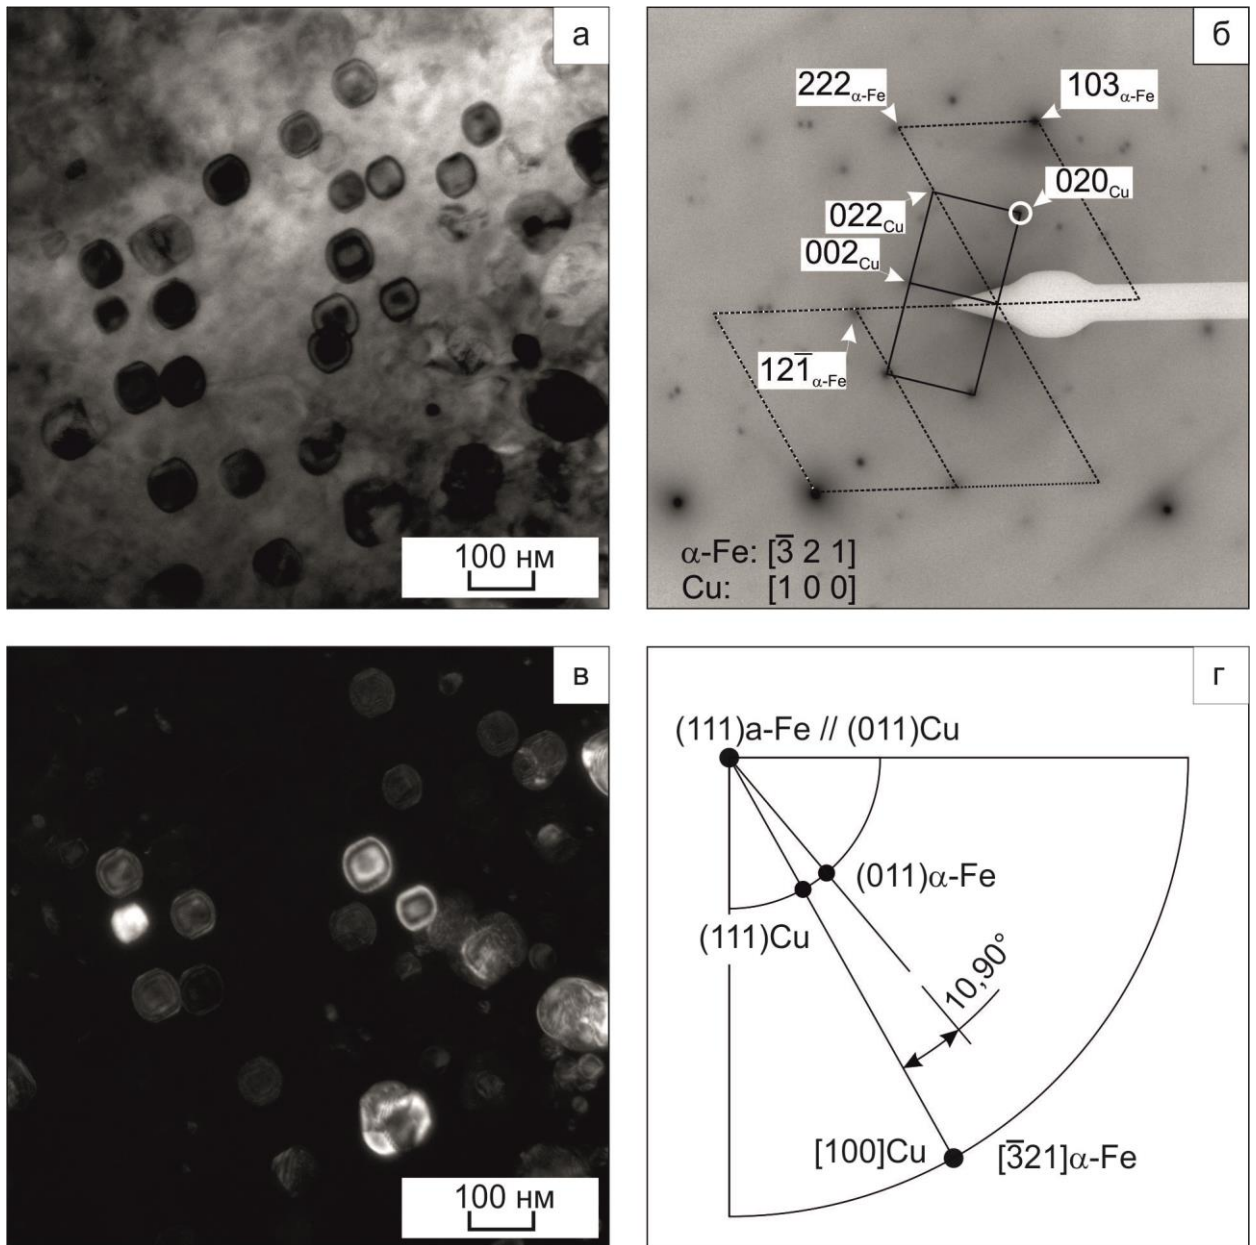 а
100 нм
б
222α-Fe
103α-Fe
020Cu
022Cu
002Cu
121̅α-Fe
α-Fe: [3̅ 2 1]
Cu: [1 0 0]
в
100 нм
г
(111)a-Fe // (011)Cu
(011)α-Fe
(111)Cu
10,90°
[100]Cu [3̅21]α-Fe